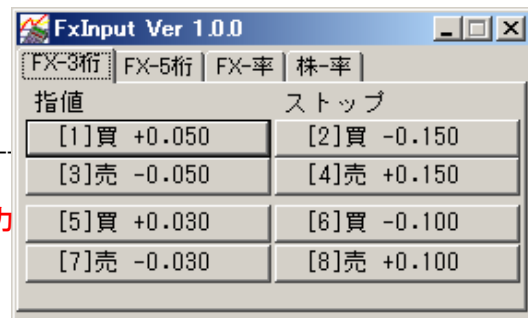 FxInput Ver 1.0.0
FX-3桁 FX-5桁 FX-率 株-率
指値 ストップ
[1]買 +0.050 [2]買 -0.150
[3]売 -0.050 [4]売 +0.150
力
[5]買 +0.030 [6]買 -0.100
[7]売 -0.030 [8]売 +0.100